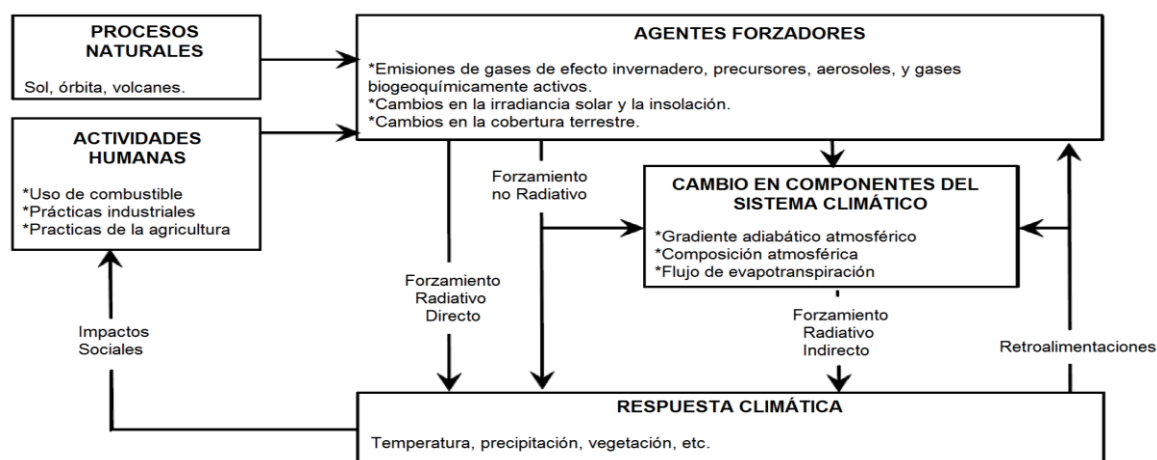 PROCESOS
NATURALES
Sol, órbita, volcanes.
AGENTES FORZADORES
*Emisiones de gases de efecto invernadero, precursores, aerosoles, y gases
biogeoquímicamente activos.
*Cambios en la irradiancia solar y la insolación.
*Cambios en la cobertura terrestre.
ACTIVIDADES
HUMANAS
*Uso de combustible
*Prácticas industriales
*Practicas de la agricultura
Forzamiento
no Radiativo
CAMBIO EN COMPONENTES DEL
SISTEMA CLIMÁTICO
*Gradiente adiabático atmosférico
*Composición atmosférica
*Flujo de evapotranspiración
Forzamiento
Radiativo
Directo
Forzamiento
Radiativo
Indirecto
Impactos
Sociales
Retroalimentaciones
RESPUESTA CLIMÁTICA
Temperatura, precipitación, vegetación, etc.